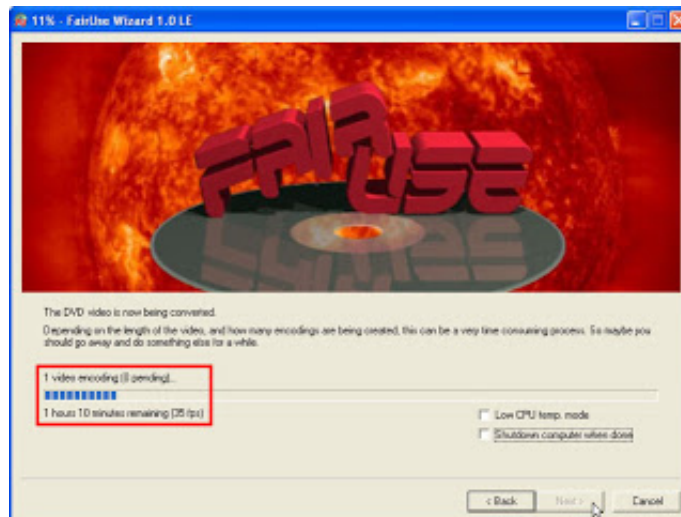 11% - FairUse Wizard 1.0 LE
FAIR
USE
The DVD video is now being converted.
Depending on the length of the video, and how many encodings are being created, this can be a very time consuming process. So maybe you
should go away and do something else for a while.
1 video encoding (0 pending)...
1 hours 10 minutes remaining (35 fps)
Low CPU temp. mode
Shutdown computer when done
< Back
Next >
Cancel